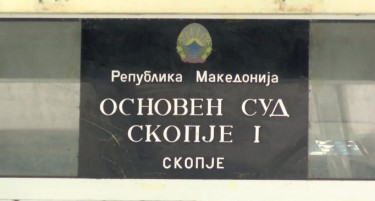 Република Македонија
ОСНОВЕН СУД
СКОПЈЕ I
СКОПЈЕ